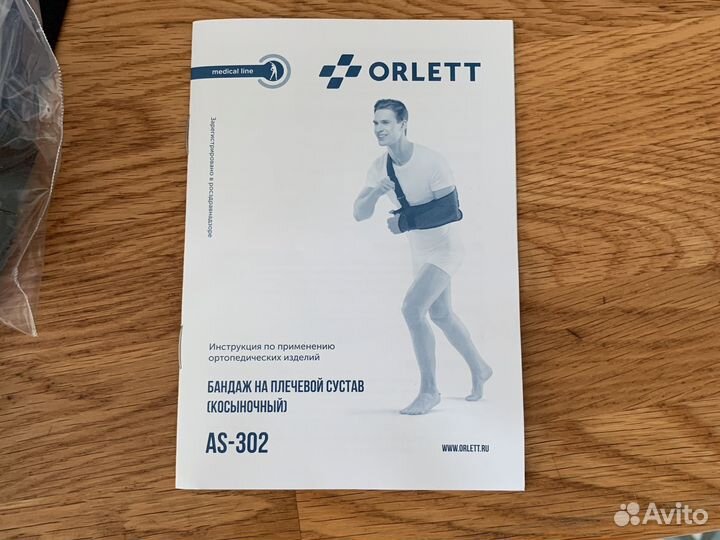 medical line
ORLETT
Зарегистрировано в росздравнадзоре
Инструкция по применению
ортопедических изделий
БАНДАЖ НА ПЛЕЧЕВОЙ СУСТАВ
(КОСЫНОЧНЫЙ)
AS-302
WWW.ORLETT.RU
Avito